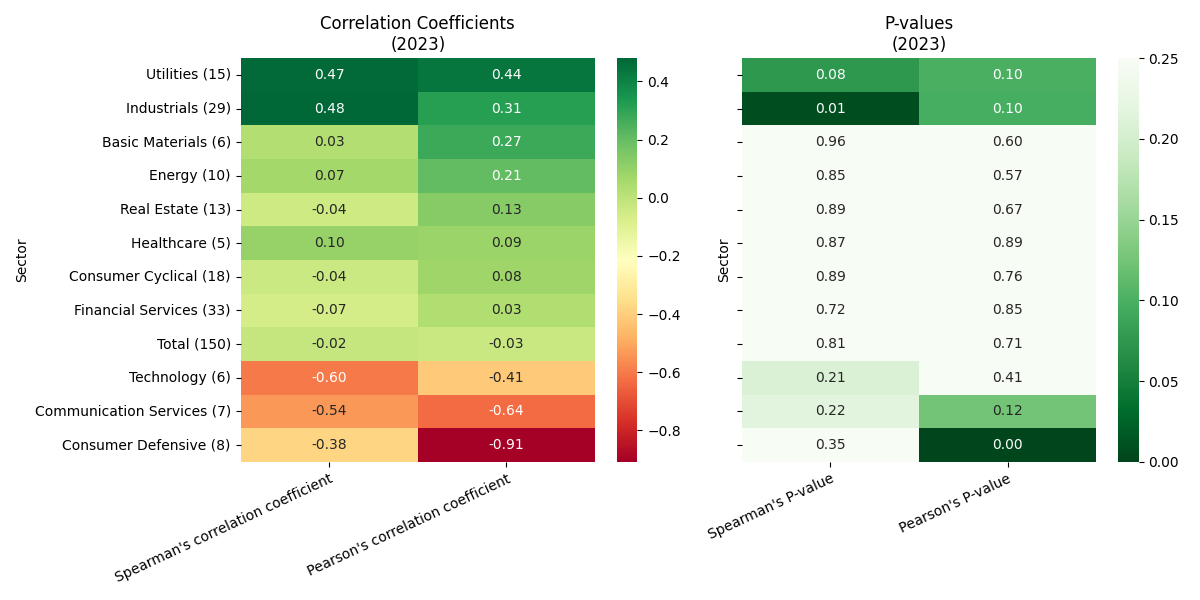 Correlation Coefficients
(2023)
Sector
Utilities (15) 0.47 0.44
Industrials (29) 0.48 0.31
Basic Materials (6) 0.03 0.27
Energy (10) 0.07 0.21
Real Estate (13) -0.04 0.13
Healthcare (5) 0.10 0.09
Consumer Cyclical (18) -0.04 0.08
Financial Services (33) -0.07 0.03
Total (150) -0.02 -0.03
Technology (6) -0.60 -0.41
Communication Services (7) -0.54 -0.64
Consumer Defensive (8) -0.38 -0.91
Spearman's correlation coefficient
Pearson's correlation coefficient
0.4
0.2
0.0
−0.2
−0.4
−0.6
−0.8
P-values
(2023)
Sector
0.08 0.10
0.01 0.10
0.96 0.60
0.85 0.57
0.89 0.67
0.87 0.89
0.89 0.76
0.72 0.85
0.81 0.71
0.21 0.41
0.22 0.12
0.35 0.00
Spearman's P-value
Pearson's P-value
0.25
0.20
0.15
0.10
0.05
0.00